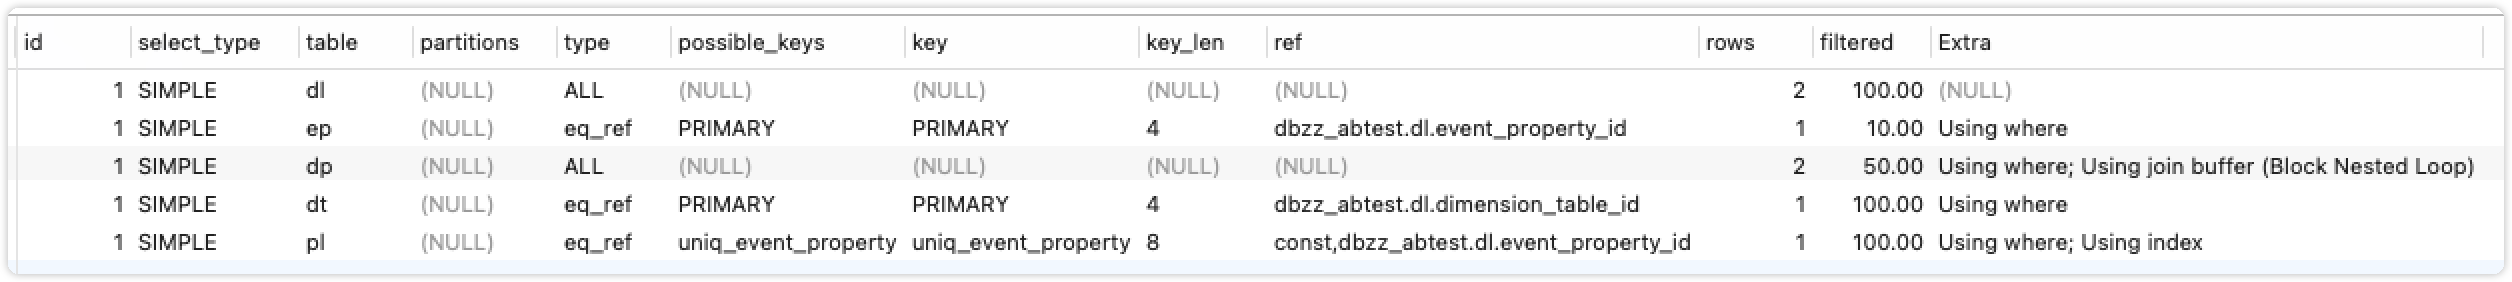 id select_type table partitions type possible_keys key key_len ref rows filtered Extra
1 SIMPLE dl (NULL) ALL (NULL) (NULL) (NULL) (NULL) 2 100.00 (NULL)
1 SIMPLE ep (NULL) eq_ref PRIMARY PRIMARY 4 dbzz_abtest.dl.event_property_id 1 10.00 Using where
1 SIMPLE dp (NULL) ALL (NULL) (NULL) (NULL) (NULL) 2 50.00 Using where; Using join buffer (Block Nested Loop)
1 SIMPLE dt (NULL) eq_ref PRIMARY PRIMARY 4 dbzz_abtest.dl.dimension_table_id 1 100.00 Using where
1 SIMPLE pl (NULL) eq_ref uniq_event_property uniq_event_property 8 const,dbzz_abtest.dl.event_property_id 1 100.00 Using where; Using index